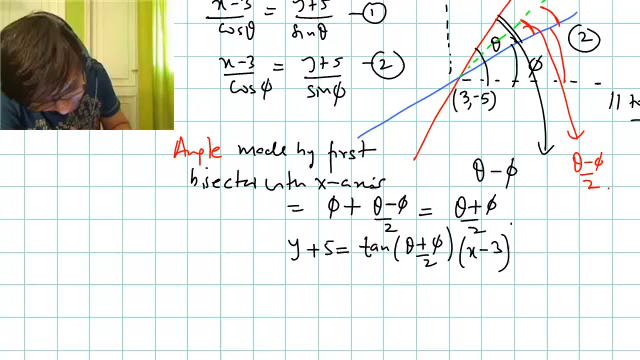 x-3/cosθ = y+5/sinθ —①
x-3/cosϕ = y+5/sinϕ —②
θ
ϕ
②
(3,-5)
11
θ-ϕ
θ-ϕ/2
Angle made by first
bisector with x-axis
= ϕ + θ-ϕ/2 = θ+ϕ/2.
y+5 = tan(θ+ϕ/2)(x-3)